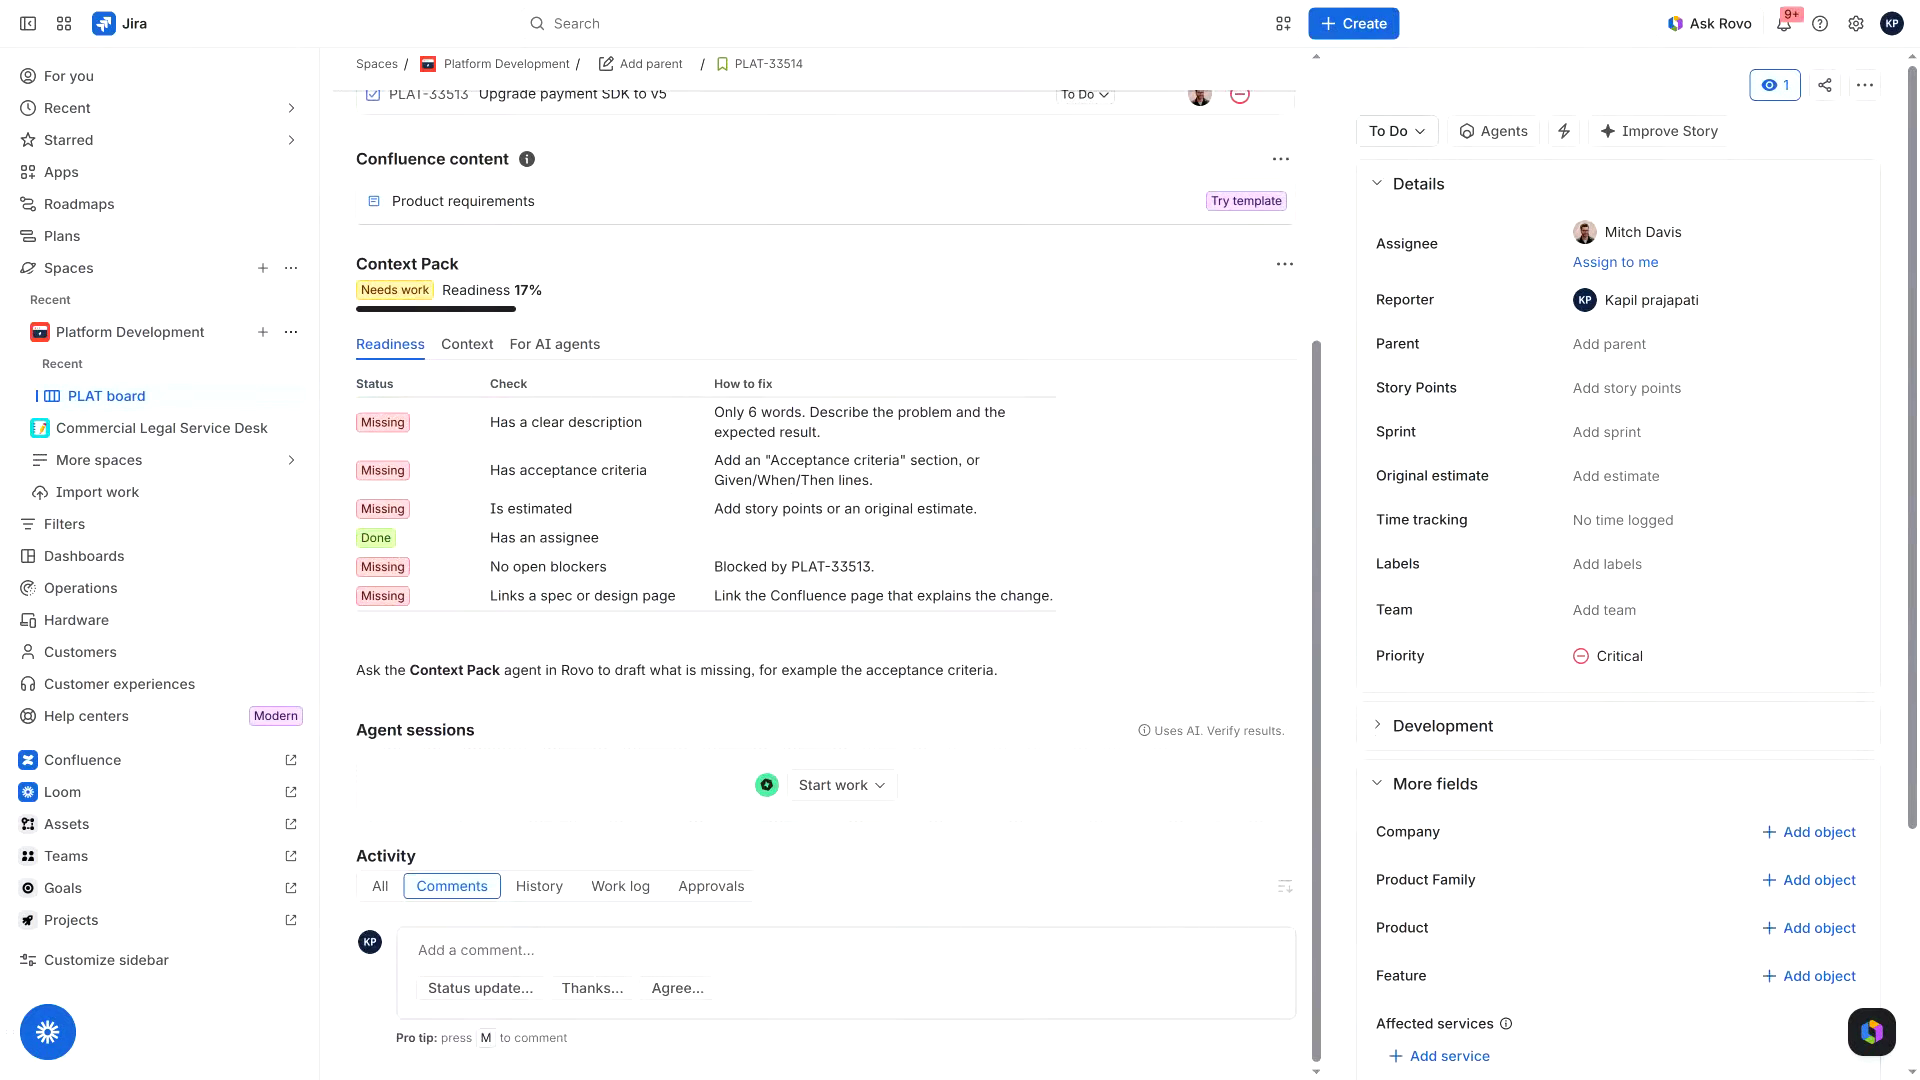 Jira
Search
Create
Ask Rovo
9+
KP
For you
Recent
Starred
Apps
Roadmaps
Plans
Spaces
Recent
Platform Development
Recent
PLAT board
Commercial Legal Service Desk
More spaces
Import work
Filters
Dashboards
Operations
Hardware
Customers
Customer experiences
Help centers Modern
Confluence
Loom
Assets
Teams
Goals
Projects
Customize sidebar
Spaces / Platform Development / Add parent / PLAT-33514
PLAT-33513 Upgrade payment SDK to v5 To Do
Confluence content
Product requirements Try template
Context Pack
Needs work Readiness 17%
Readiness Context For AI agents
Status Check How to fix
Missing Has a clear description Only 6 words. Describe the problem and the
expected result.
Missing Has acceptance criteria Add an "Acceptance criteria" section, or
Given/When/Then lines.
Missing Is estimated Add story points or an original estimate.
Done Has an assignee
Missing No open blockers Blocked by PLAT-33513.
Missing Links a spec or design page Link the Confluence page that explains the change.
Ask the Context Pack agent in Rovo to draft what is missing, for example the acceptance criteria.
Agent sessions Uses AI. Verify results.
Start work
Activity
All Comments History Work log Approvals
KP Add a comment...
Status update... Thanks... Agree...
Pro tip: press M to comment
1
To Do Agents Improve Story
Details
Assignee Mitch Davis
Assign to me
Reporter KP Kapil prajapati
Parent Add parent
Story Points Add story points
Sprint Add sprint
Original estimate Add estimate
Time tracking No time logged
Labels Add labels
Team Add team
Priority Critical
Development
More fields
Company Add object
Product Family Add object
Product Add object
Feature Add object
Affected services
Add service